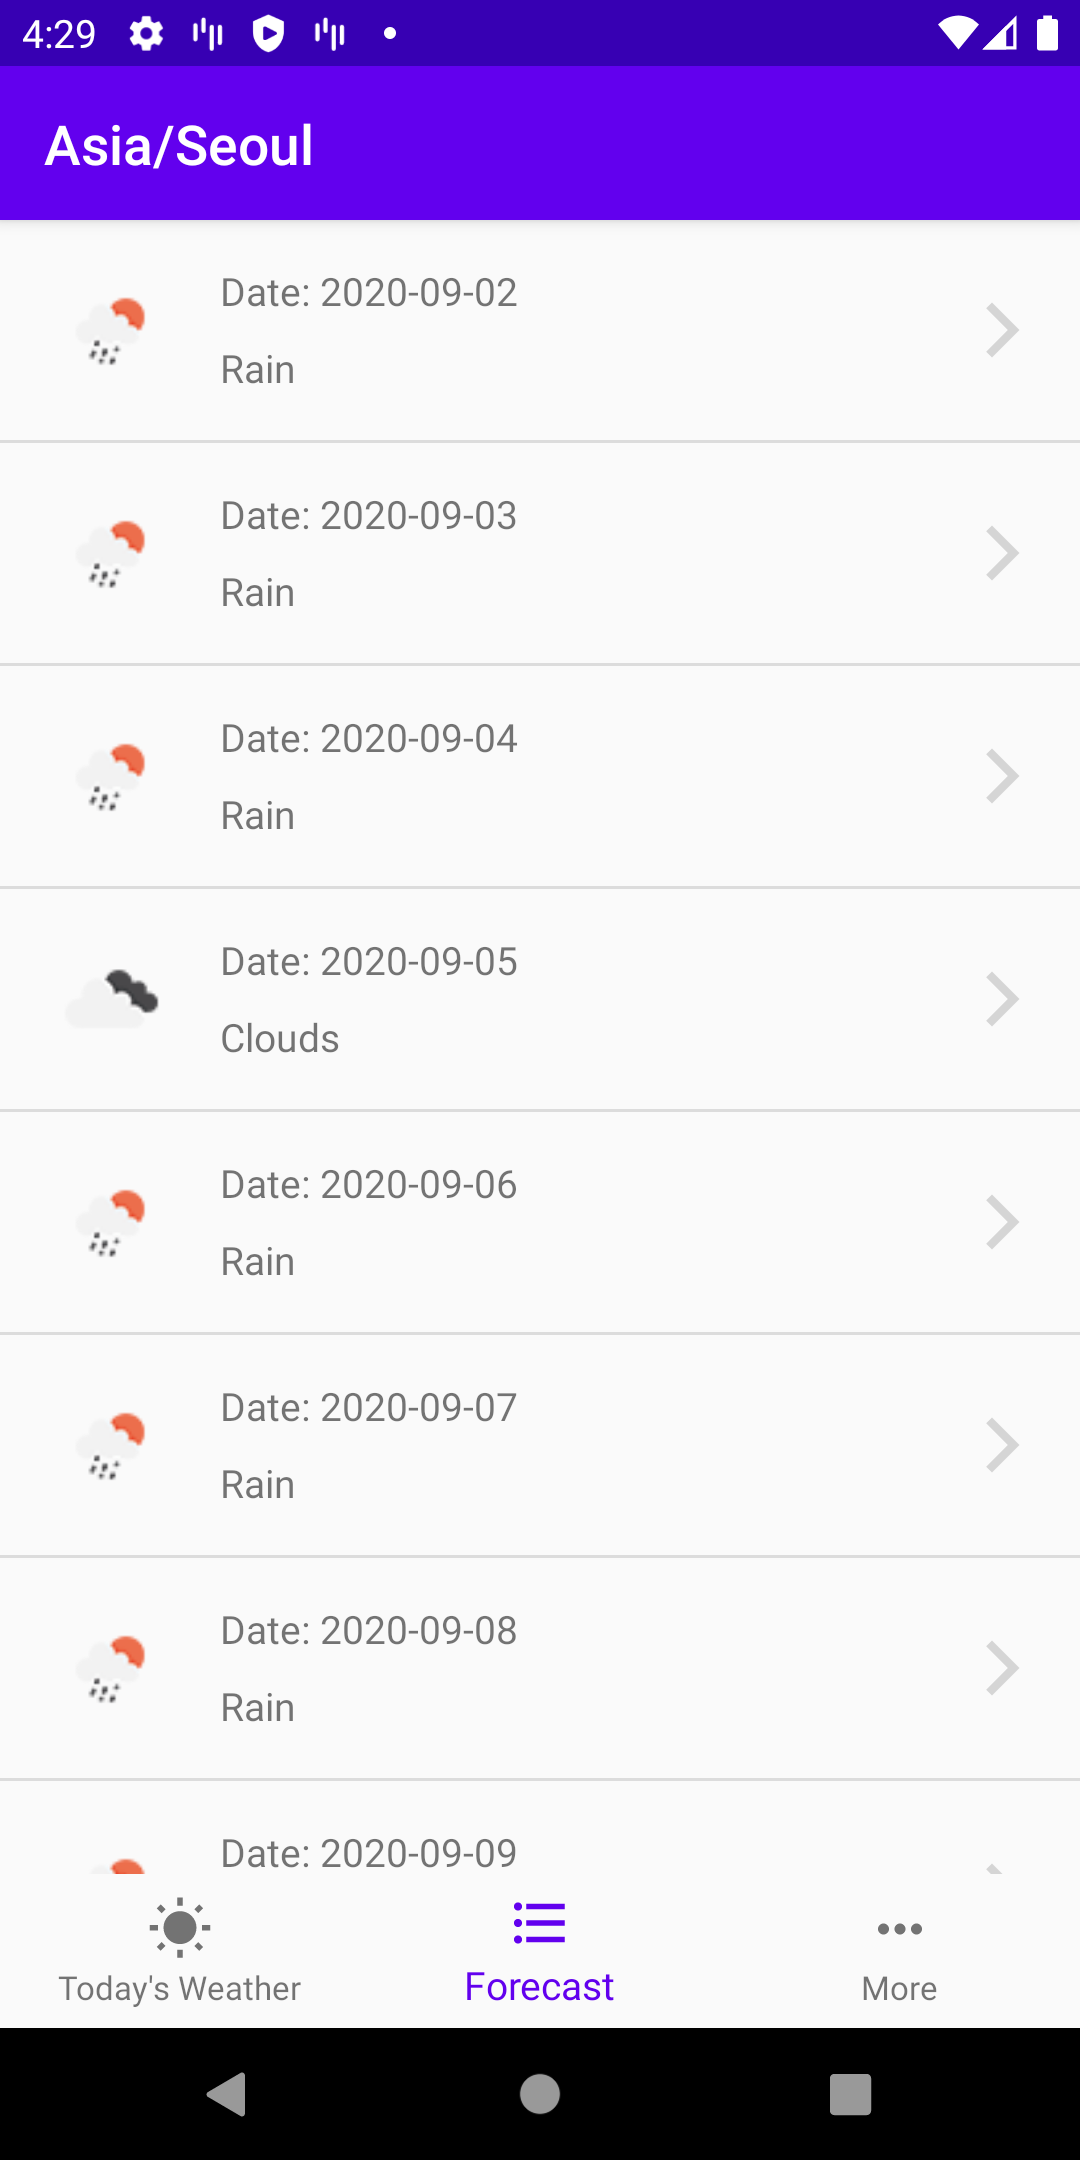 4:29
Asia/Seoul
Date: 2020-09-02
Rain
Date: 2020-09-03
Rain
Date: 2020-09-04
Rain
Date: 2020-09-05
Clouds
Date: 2020-09-06
Rain
Date: 2020-09-07
Rain
Date: 2020-09-08
Rain
Date: 2020-09-09
Today's Weather
Forecast
More